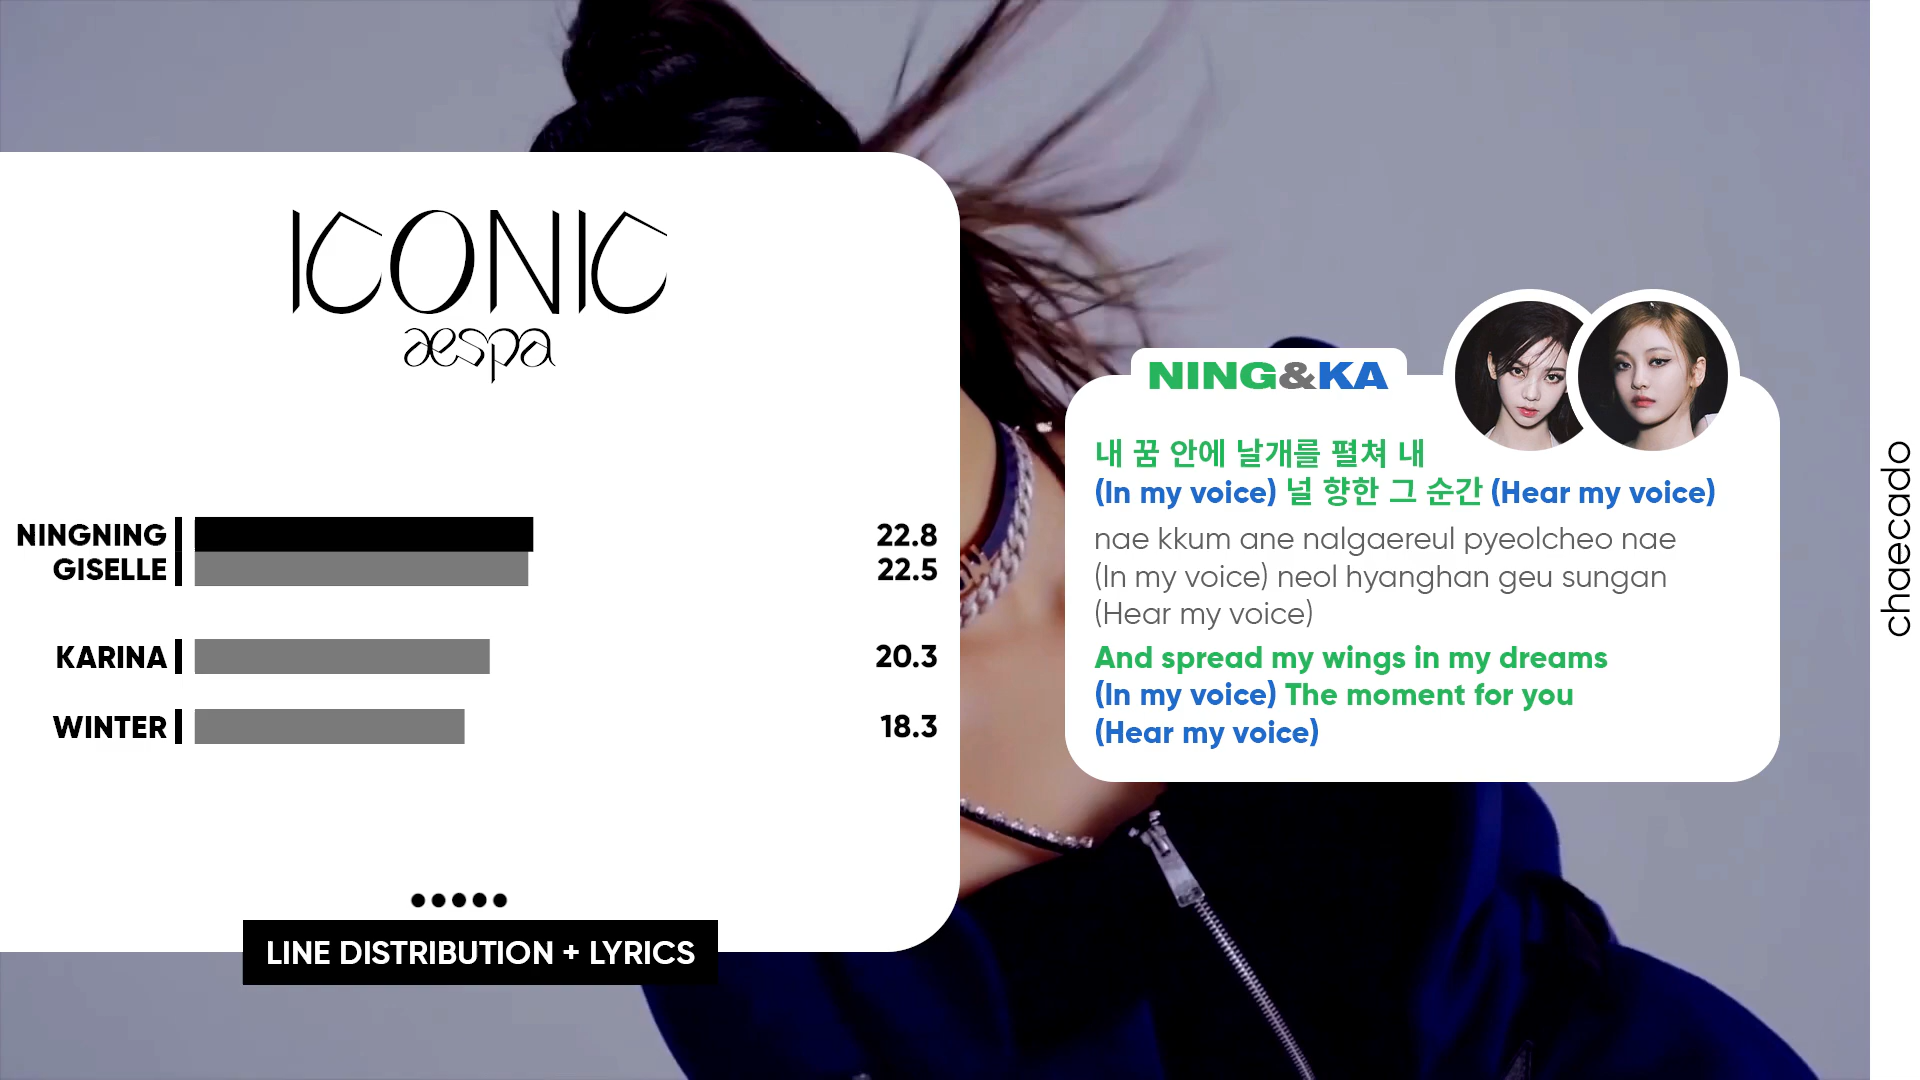 ICONIC
aespa
NINGNING 22.8
GISELLE 22.5
KARINA 20.3
WINTER 18.3
LINE DISTRIBUTION + LYRICS
NING&KA
내 꿈 안에 날개를 펼쳐 내
(In my voice) 널 향한 그 순간 (Hear my voice)
nae kkum ane nalgaereul pyeolcheo nae
(In my voice) neol hyanghan geu sungan
(Hear my voice)
And spread my wings in my dreams
(In my voice) The moment for you
(Hear my voice)
chaecado